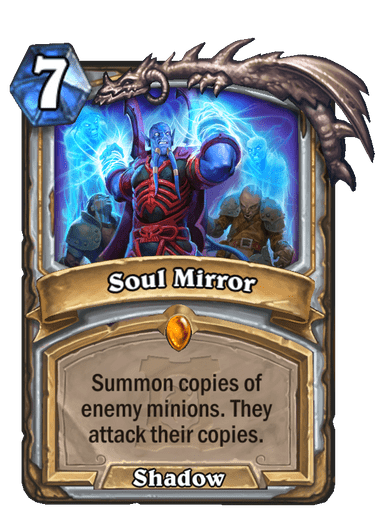 7
Soul Mirror
Summon copies of
enemy minions. They
attack their copies.
Shadow